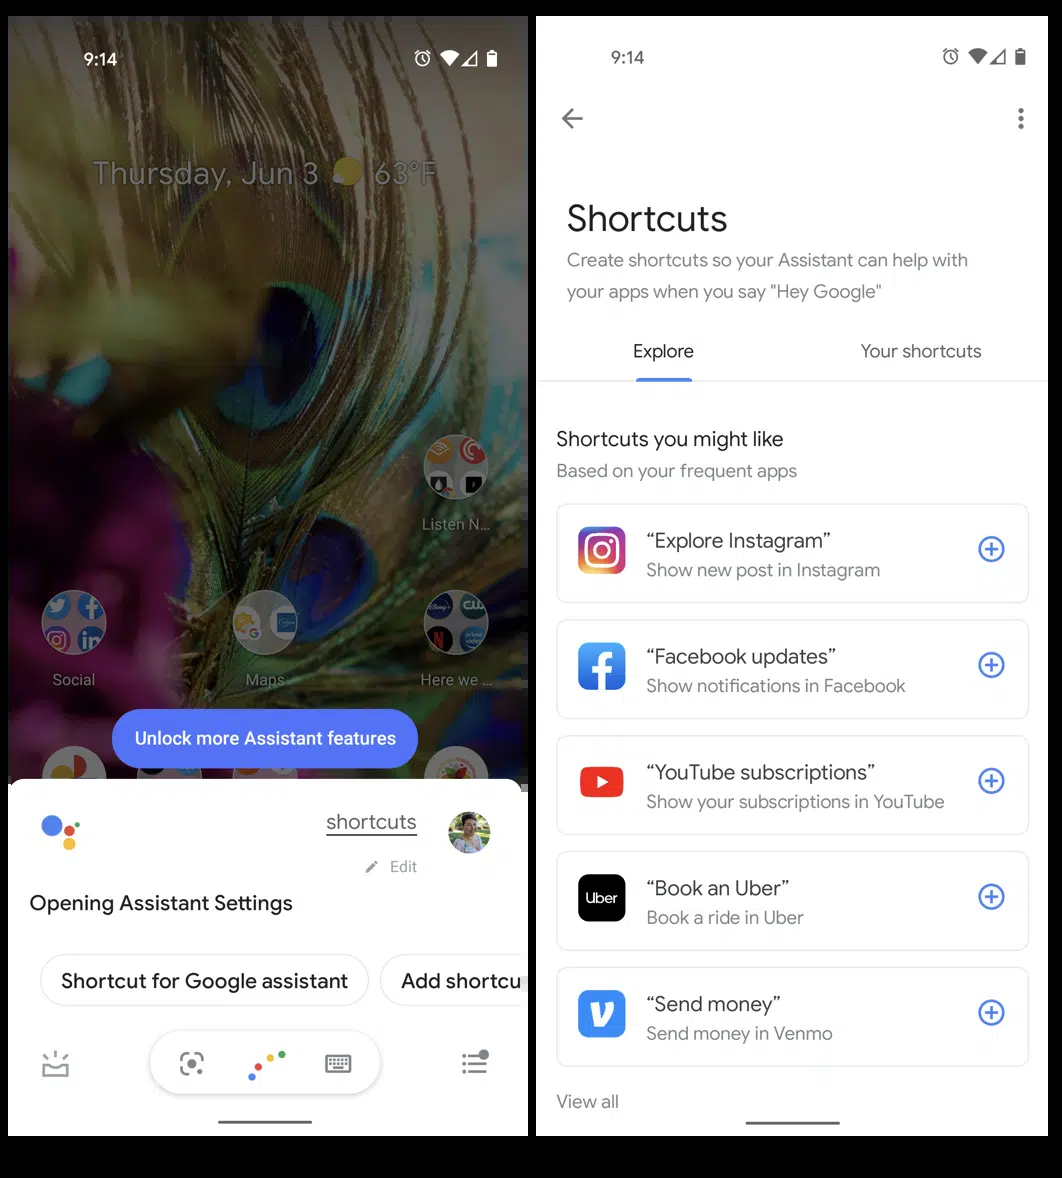 9:14
Thursday, Jun 3 63°F
Listen N...
Social
Maps
Here we ...
Unlock more Assistant features
shortcuts
Edit
Opening Assistant Settings
Shortcut for Google assistant
Add shortcu
9:14
Shortcuts
Create shortcuts so your Assistant can help with
your apps when you say "Hey Google"
Explore
Your shortcuts
Shortcuts you might like
Based on your frequent apps
“Explore Instagram”
Show new post in Instagram
“Facebook updates”
Show notifications in Facebook
“YouTube subscriptions”
Show your subscriptions in YouTube
Uber
“Book an Uber”
Book a ride in Uber
“Send money”
Send money in Venmo
View all